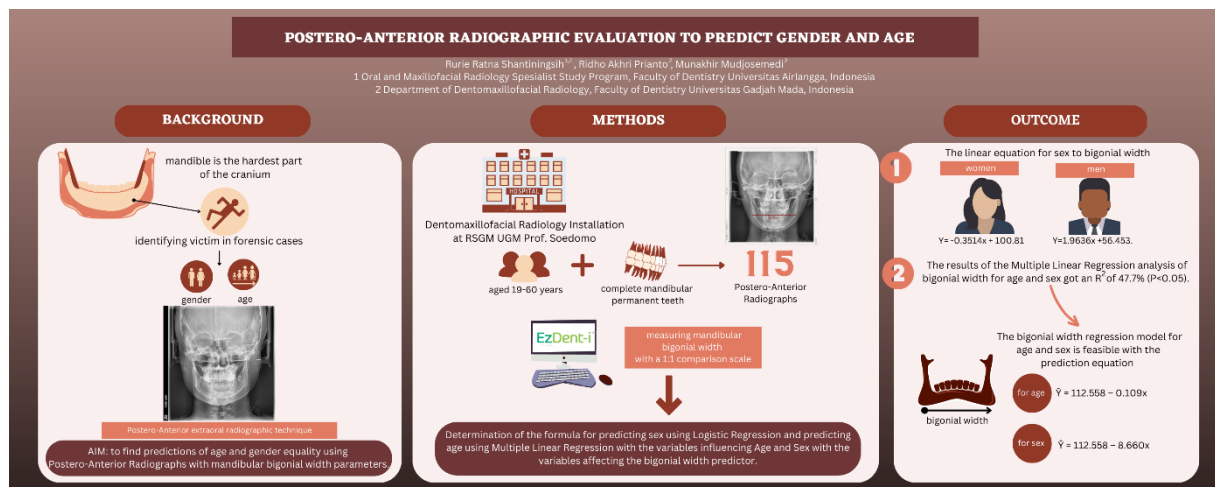 POSTERO-ANTERIOR RADIOGRAPHIC EVALUATION TO PREDICT GENDER AND AGE
Rurie Ratna Shantiningsih1,2, Ridho Akhri Prianto2, Munakhir Mudjosemedi2
1 Oral and Maxillofacial Radiology Spesialist Study Program, Faculty of Dentistry Universitas Airlangga, Indonesia
2 Department of Dentomaxillofacial Radiology, Faculty of Dentistry Universitas Gadjah Mada, Indonesia
BACKGROUND
mandible is the hardest part
of the cranium
identifying victim in forensic cases
gender
age
Postero-Anterior extraoral radiographic technique
AIM: to find predictions of age and gender equality using
Postero-Anterior Radiographs with mandibular bigonial width parameters.
METHODS
HOSPITAL
Dentomaxillofacial Radiology Installation
at RSGM UGM Prof. Soedomo
aged 19-60 years
complete mandibular
permanent teeth
115
Postero-Anterior
Radiographs
EzDent-i
measuring mandibular
bigonial width
with a 1:1 comparison scale
Determination of the formula for predicting sex using Logistic Regression and predicting
age using Multiple Linear Regression with the variables influencing Age and Sex with the
variables affecting the bigonial width predictor.
OUTCOME
1
The linear equation for sex to bigonial width
women
men
Y= -0.3514x + 100.81
Y=1.9636x +56.453.
2
The results of the Multiple Linear Regression analysis of
bigonial width for age and sex got an R2 of 47.7% (P<0.05).
The bigonial width regression model for
age and sex is feasible with the
prediction equation
bigonial width
for age
Ŷ = 112.558 – 0.109x
for sex
Ŷ = 112.558 – 8.660x